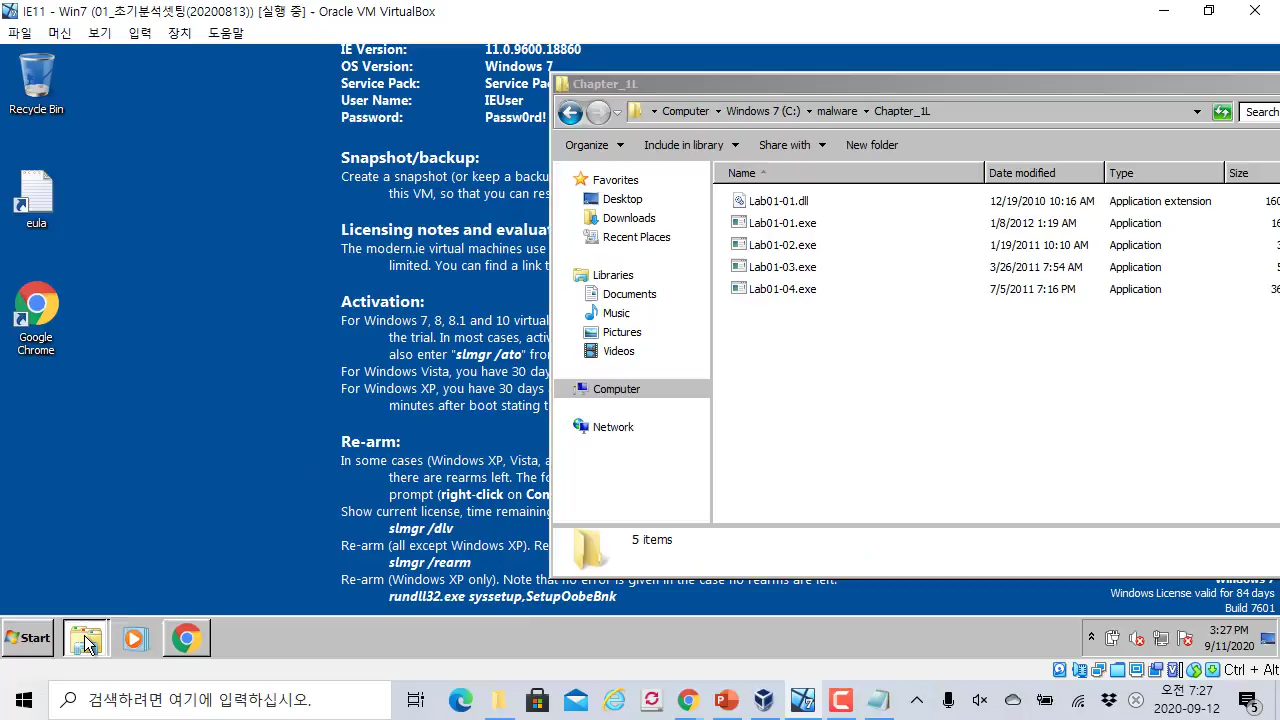 IE11 - Win7 (01_초기분석셋팅(20200813)) [실행 중] - Oracle VM VirtualBox
파일 머신 보기 입력 장치 도움말
Recycle Bin
eula
Google
Chrome
IE Version: 11.0.9600.18860
OS Version: Windows 7
Service Pack: Service Pac
User Name: IEUser
Password: Passw0rd!
Snapshot/backup:
Create a snapshot (or keep a backup
this VM, so that you can res
Licensing notes and evaluat
The modern.ie virtual machines use
limited. You can find a link t
Activation:
For Windows 7, 8, 8.1 and 10 virtual
the trial. In most cases, activ
also enter "slmgr /ato" from
For Windows Vista, you have 30 day
For Windows XP, you have 30 days
minutes after boot stating t
Re-arm:
In some cases (Windows XP, Vista, a
there are rearms left. The fo
prompt (right-click on Com
Show current license, time remaining
slmgr /dlv
Re-arm (all except Windows XP). Re
slmgr /rearm
Re-arm (Windows XP only). Note that no error is given in the case no rearms are left.
rundll32.exe syssetup,SetupOobeBnk
Chapter_1L
Computer Windows 7 (C:) malware Chapter_1L
Search
Organize Include in library Share with New folder
Favorites
Desktop
Downloads
Recent Places
Libraries
Documents
Music
Pictures
Videos
Computer
Network
Name Date modified Type Size
Lab01-01.dll 12/19/2010 10:16 AM Application extension 160
Lab01-01.exe 1/8/2012 1:19 AM Application 16
Lab01-02.exe 1/19/2011 10:10 AM Application 3
Lab01-03.exe 3/26/2011 7:54 AM Application 5
Lab01-04.exe 7/5/2011 7:16 PM Application 36
5 items
Windows 7
Windows License valid for 84 days
Build 7601
Start
3:27 PM
9/11/2020
Ctrl + Alt
검색하려면 여기에 입력하십시오.
오전 7:27
2020-09-12
5